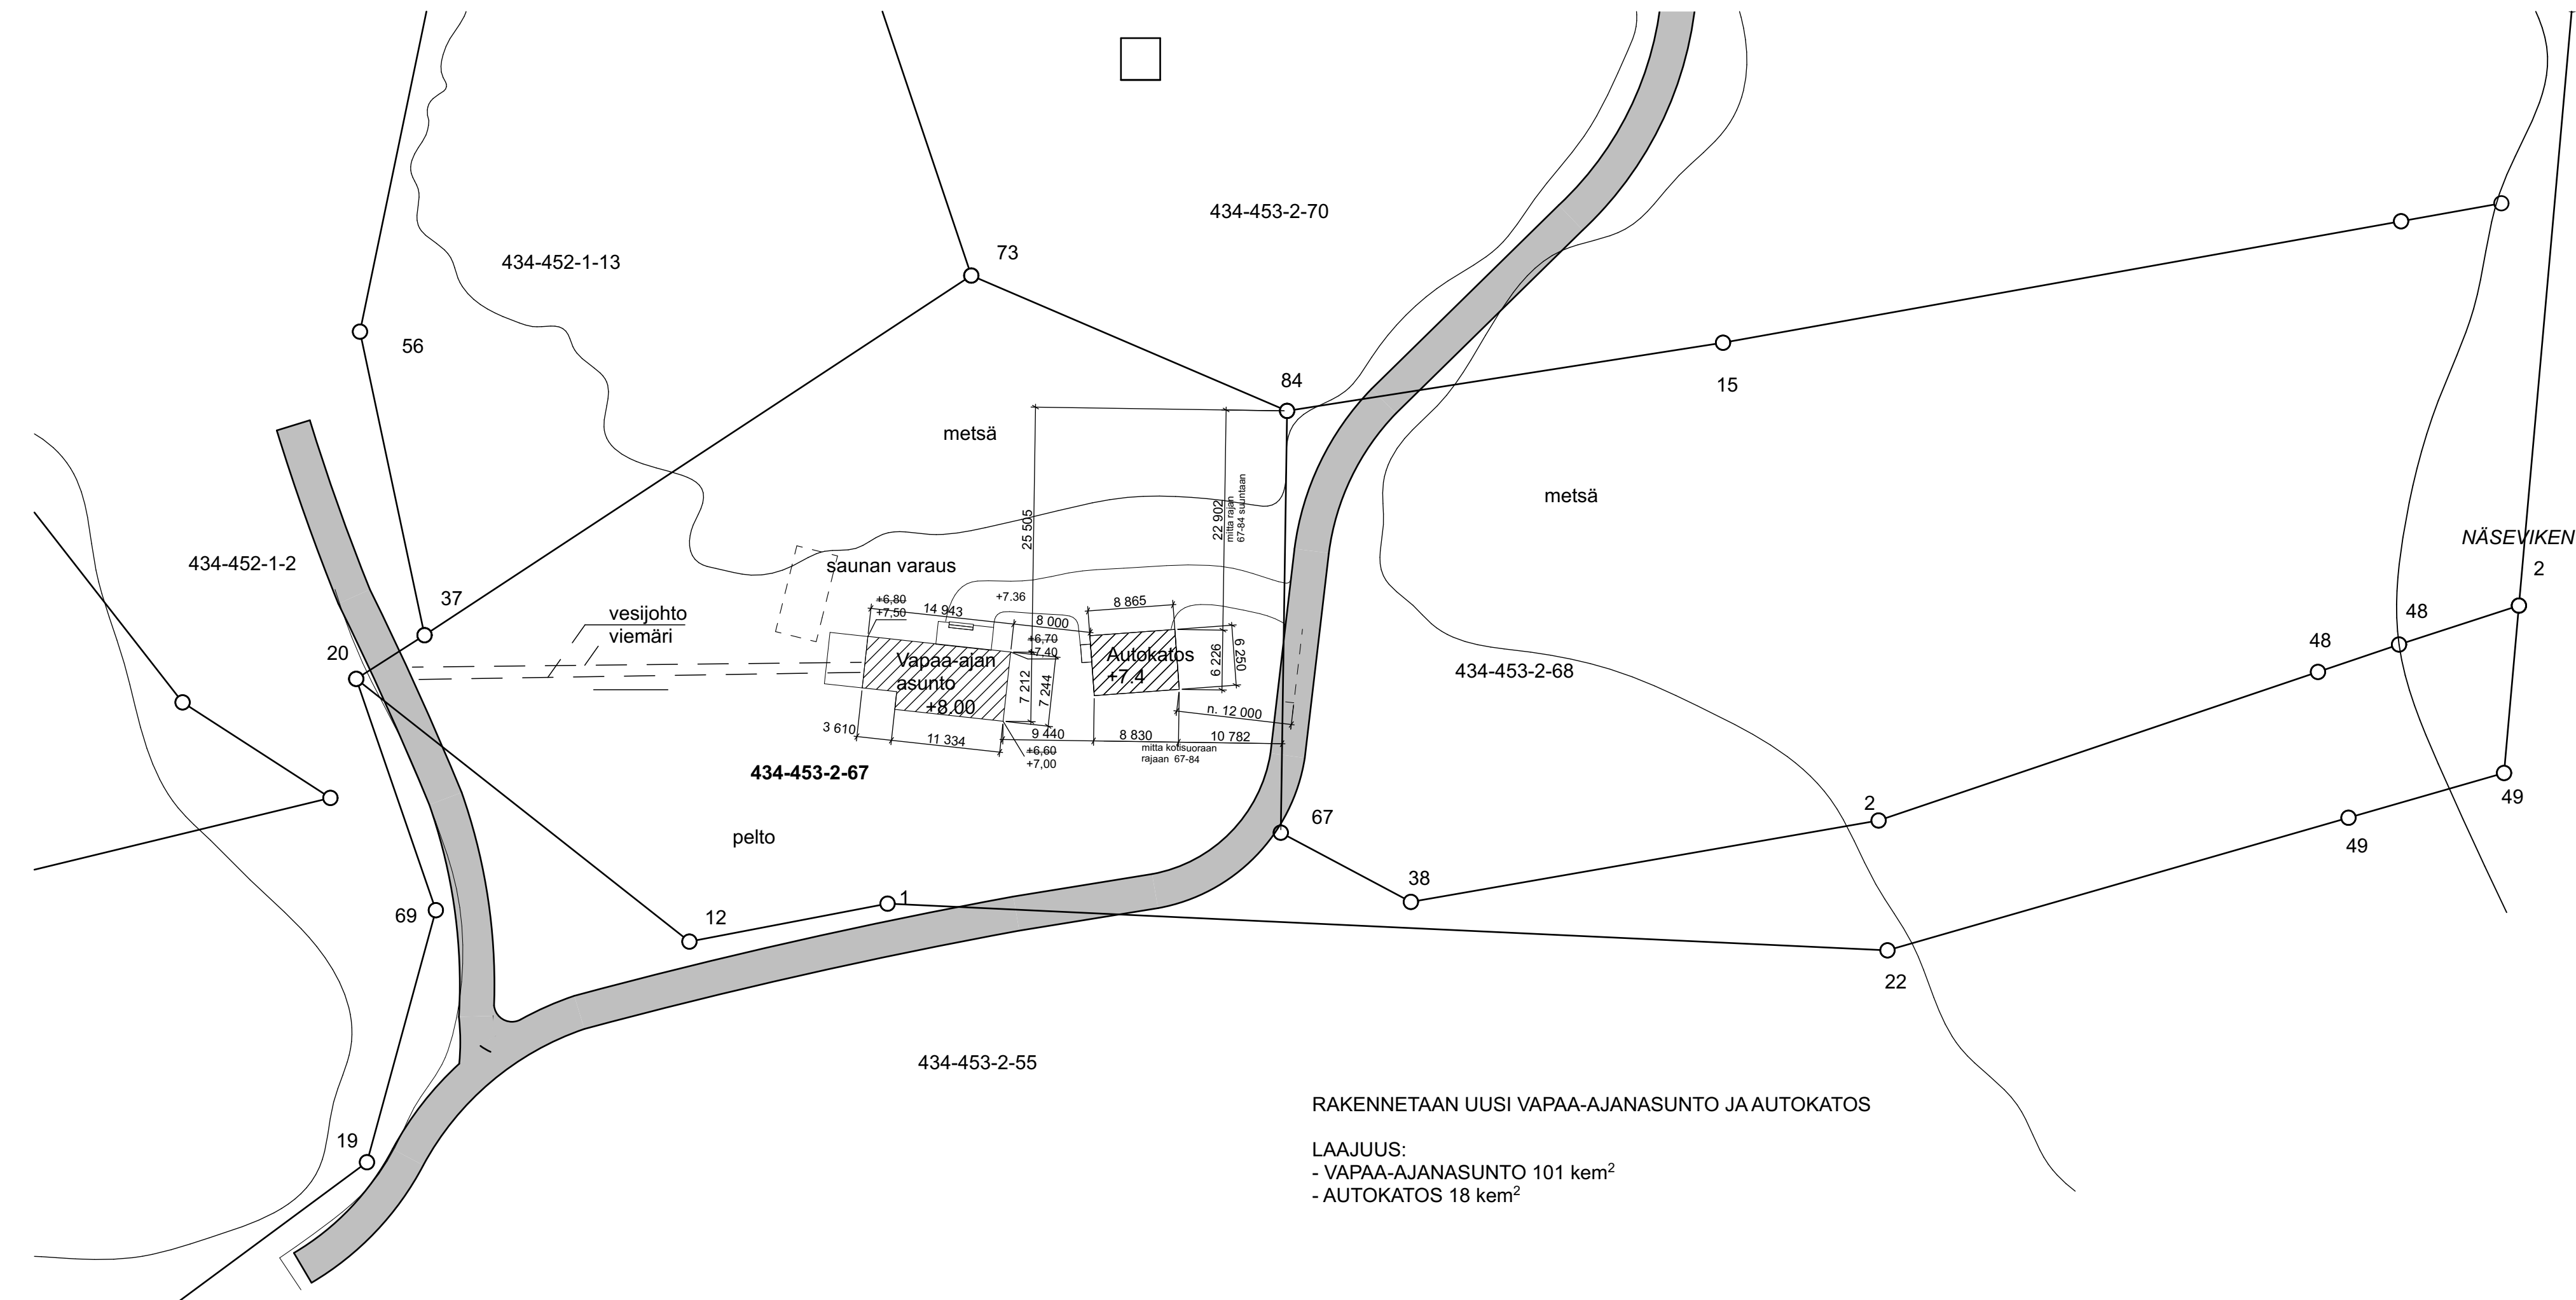 434-453-2-70
73
434-452-1-13
56
84
15
metsä
metsä
25 505
22 902
mitta rajan
67-84 suuntaan
NÄSEVIKEN
2
434-452-1-2
saunan varaus
37
vesijohto
viemäri
+6,80
+7,50
14 943
+7.36
8 000
8 865
+6,70
+7,40
20
Vapaa-ajan
asunto
+8.00
Autokatos
+7.4
7 212
7 244
6 226
6 250
48
48
434-453-2-68
n. 12 000
3 610
11 334
9 440
8 830
10 782
mitta kohtisuoraan
rajaan 67-84
+6,60
+7,00
434-453-2-67
49
49
2
67
pelto
38
1
12
69
22
434-453-2-55
19
RAKENNETAAN UUSI VAPAA-AJANASUNTO JA AUTOKATOS
LAAJUUS:
- VAPAA-AJANASUNTO 101 kem²
- AUTOKATOS 18 kem²